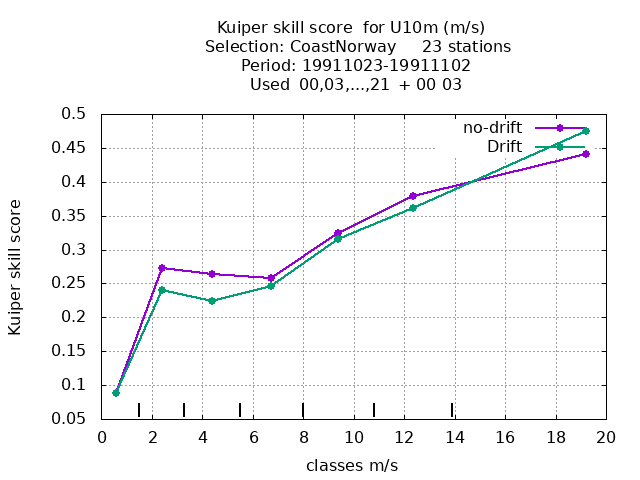 Kuiper skill score  for U10m (m/s)
Selection: CoastNorway     23 stations
Period: 19911023-19911102
Used  00,03,...,21  + 00 03
no-drift
Drift
Kuiper skill score
0.5
0.45
0.4
0.35
0.3
0.25
0.2
0.15
0.1
0.05
0 2 4 6 8 10 12 14 16 18 20
classes m/s